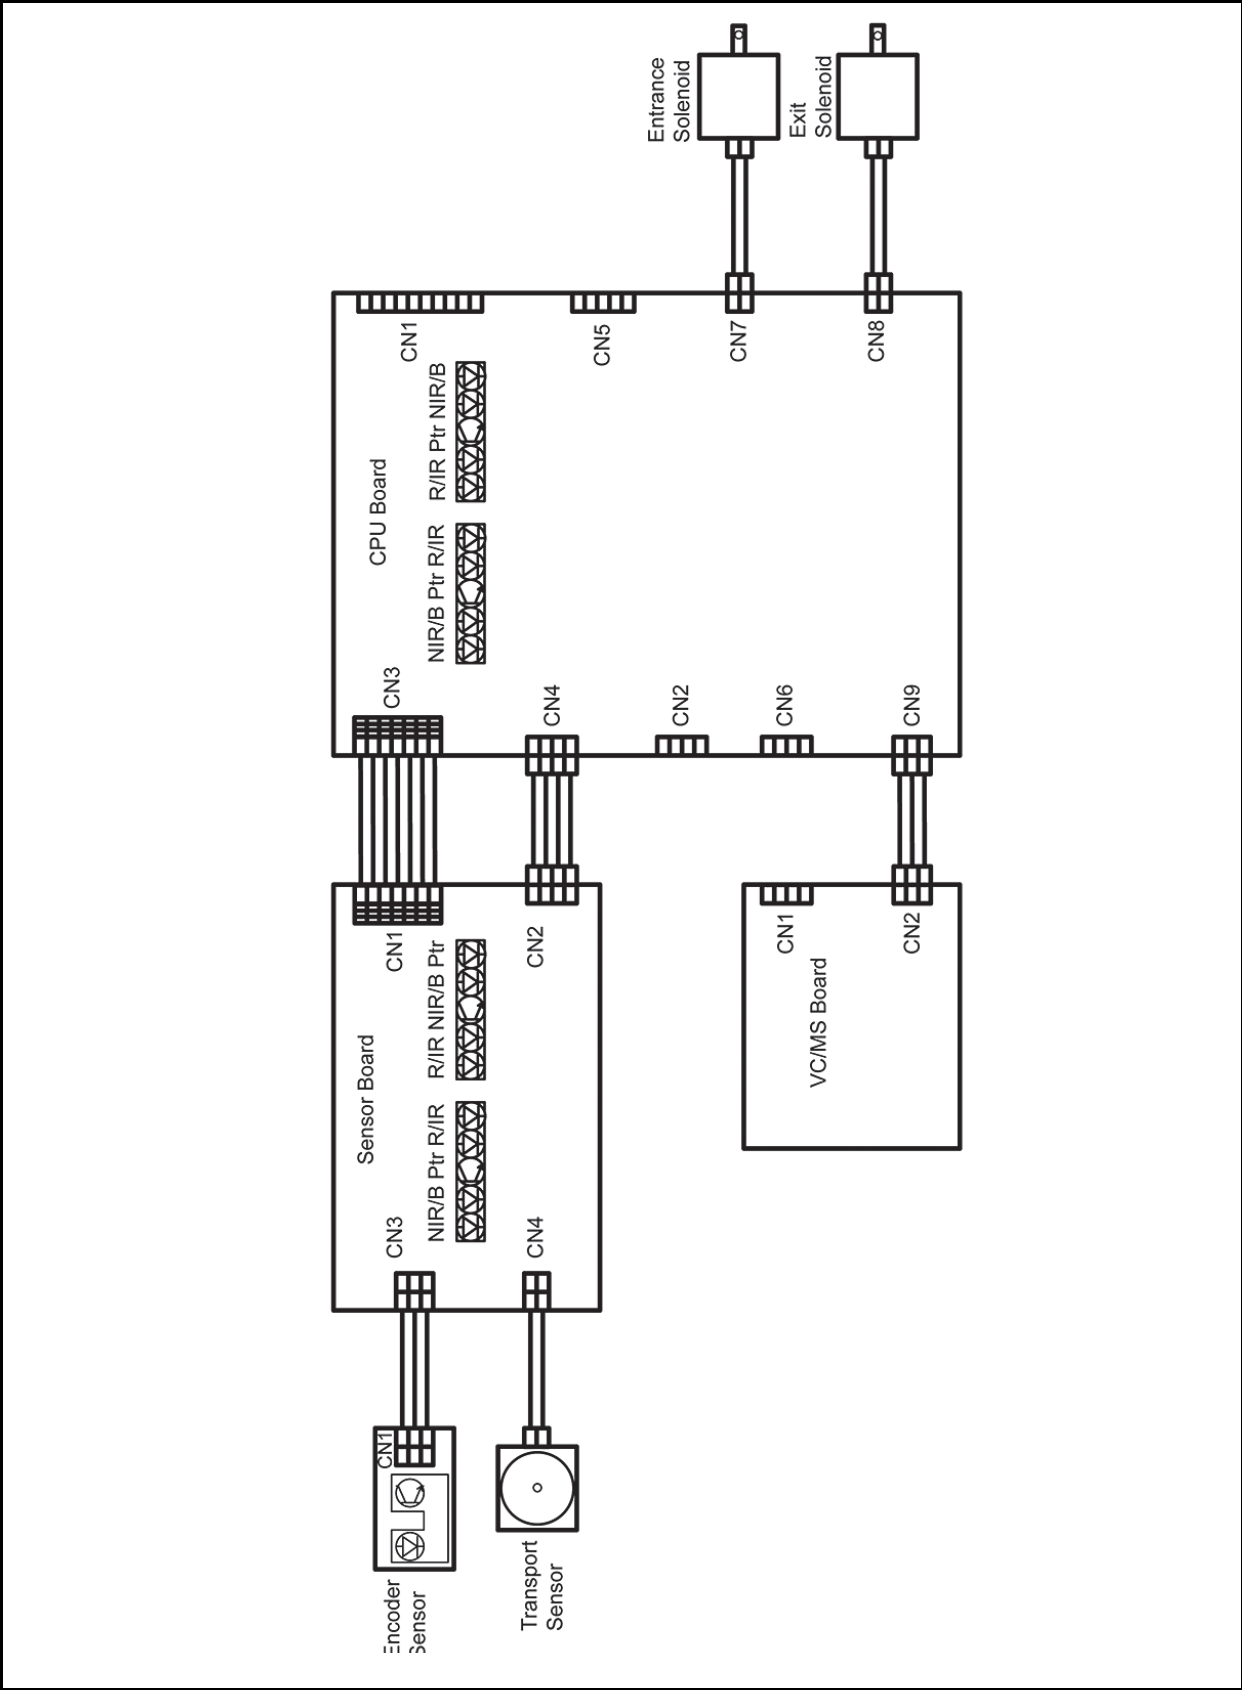 Entrance
Solenoid
Exit
Solenoid
CN1
CN5
CN7
CN8
CPU Board
R/IR Ptr NIR/B
NIR/B Ptr R/IR
CN3
CN4
CN2
CN6
CN9
CN1
CN2
CN1
CN2
Sensor Board
R/IR NIR/B Ptr
NIR/B Ptr R/IR
VC/MS Board
CN3
CN4
CN1
Encoder
Sensor
Transport
Sensor